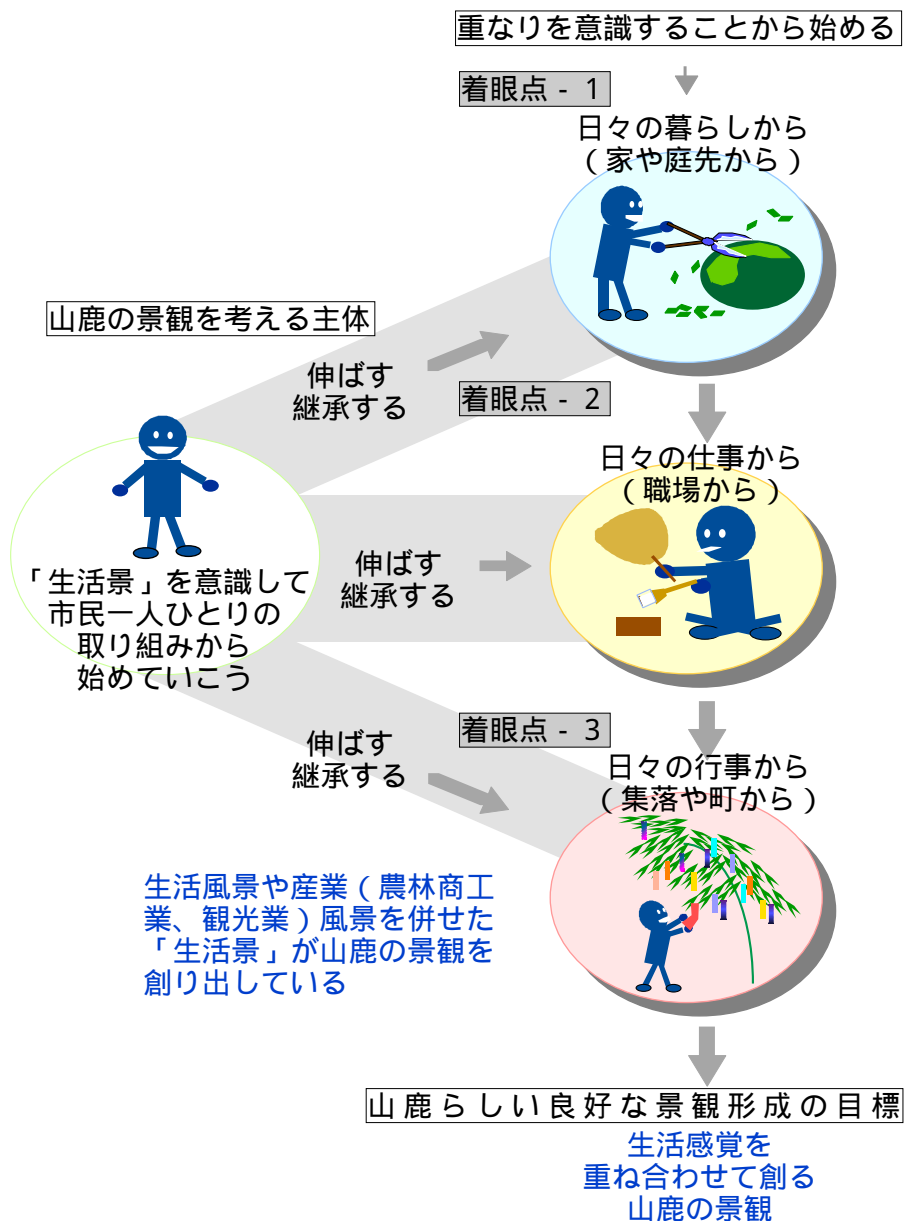 重なりを意識することから始める
着眼点 - 1
日々の暮らしから
（家や庭先から）
山鹿の景観を考える主体
伸ばす
継承する
着眼点 - 2
日々の仕事から
（職場から）
「生活景」を意識して
市民一人ひとりの
取り組みから
始めていこう
伸ばす
継承する
着眼点 - 3
日々の行事から
（集落や町から）
伸ばす
継承する
生活風景や産業（農林商工
業、観光業）風景を併せた
「生活景」が山鹿の景観を
創り出している
山鹿らしい良好な景観形成の目標
生活感覚を
重ね合わせて創る
山鹿の景観